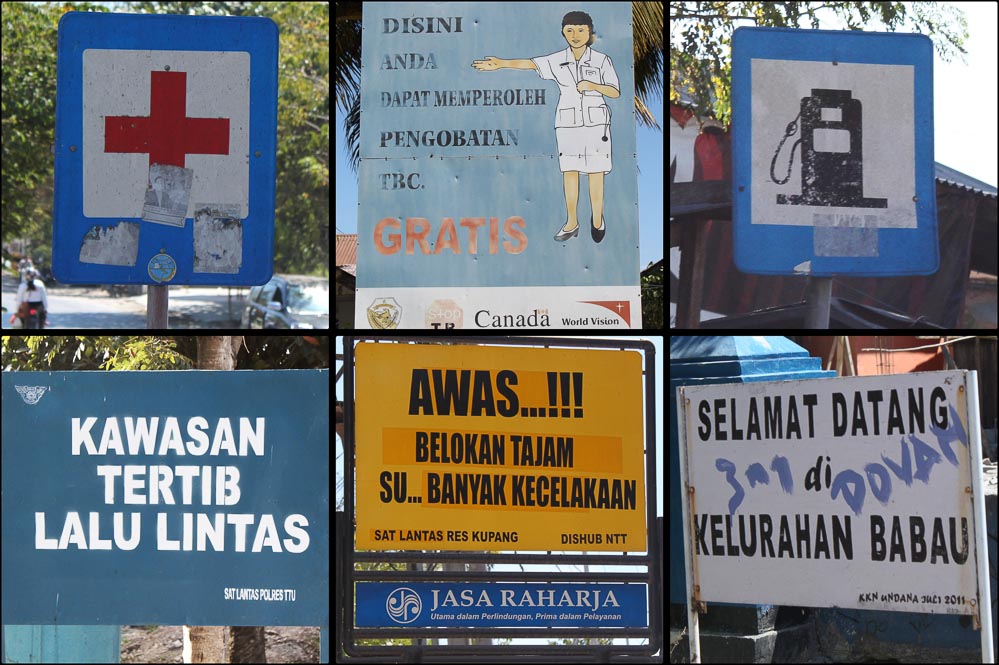 DISINI
ANDA
DAPAT MEMPEROLEH
PENGOBATAN
TBC.
GRATIS
stop
TB
Canada
World Vision
KAWASAN
TERTIB
LALU LINTAS
SAT LANTAS POLRES TTU
AWAS...!!!
BELOKAN TAJAM
SU... BANYAK KECELAKAAN
SAT LANTAS RES KUPANG DISHUB NTT
JASA RAHARJA
Utama dalam Perlindungan, Prima dalam Pelayanan
SELAMAT DATANG
di
KELURAHAN BABAU
KKN UNDANA JULI 2011